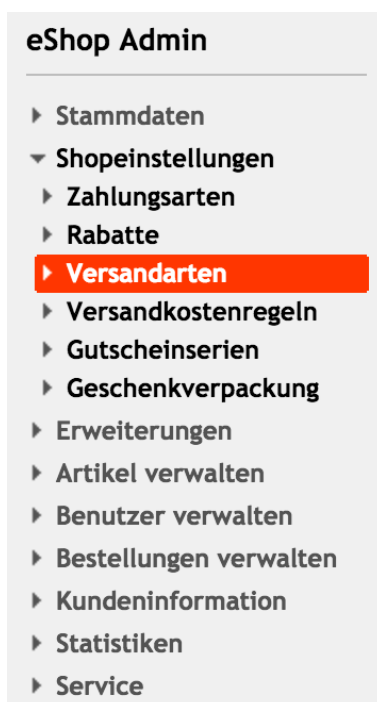 eShop Admin
Stammdaten
Shopeinstellungen
Zahlungsarten
Rabatte
Versandarten
Versandkostenregeln
Gutscheinserien
Geschenkverpackung
Erweiterungen
Artikel verwalten
Benutzer verwalten
Bestellungen verwalten
Kundeninformation
Statistiken
Service